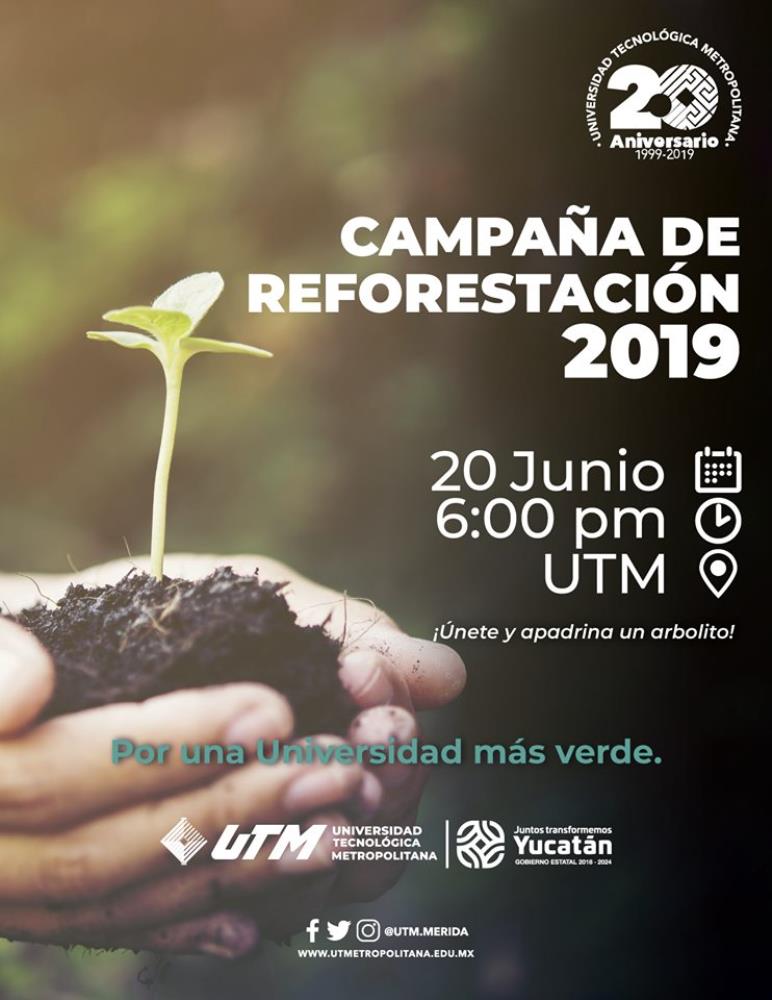 · UNIVERSIDAD TECNOLÓGICA METROPOLITANA ·
20
Aniversario
1999-2019
CAMPAÑA DE
REFORESTACIÓN
2019
20 Junio
6:00 pm
UTM
¡Únete y apadrina un arbolito!
Por una Universidad más verde.
UTM
UNIVERSIDAD
TECNOLÓGICA
METROPOLITANA
Juntos transformemos
Yucatán
GOBIERNO ESTATAL 2018 - 2024
@UTM.MERIDA
WWW.UTMETROPOLITANA.EDU.MX